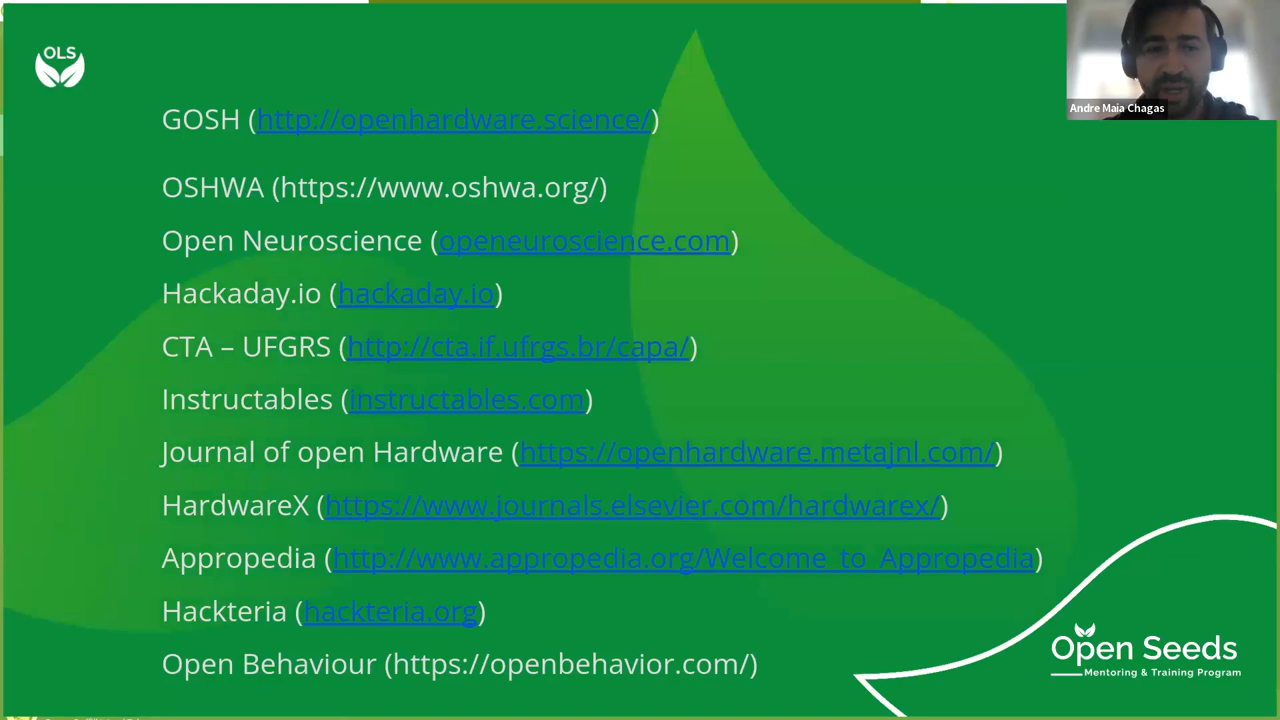 OLS
Andre Maia Chagas
GOSH (http://openhardware.science/)
OSHWA (https://www.oshwa.org/)
Open Neuroscience (openeuroscience.com)
Hackaday.io (hackaday.io)
CTA – UFGRS (http://cta.if.ufrgs.br/capa/)
Instructables (instructables.com)
Journal of open Hardware (https://openhardware.metajnl.com/)
HardwareX (https://www.journals.elsevier.com/hardwarex/)
Appropedia (http://www.appropedia.org/Welcome_to_Appropedia)
Hackteria (hackteria.org)
Open Behaviour (https://openbehavior.com/)
Open Seeds
Mentoring & Training Program